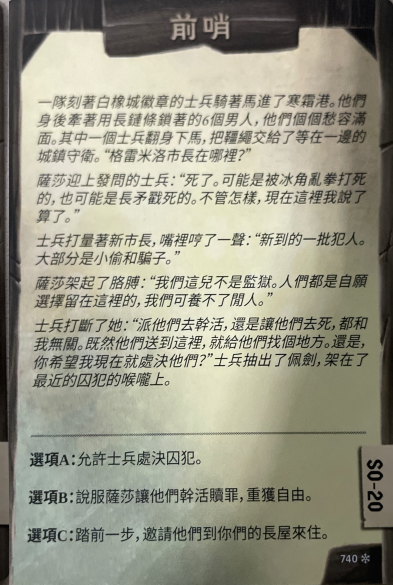 前哨
一隊刻著白橡城徽章的士兵騎著馬進了寒霜港。他們
身後牽著用長鏈條鎖著的6個男人，他們個個愁容滿
面。其中一個士兵翻身下馬，把韁繩交給了等在一邊的
城鎮守衛。“格雷米洛市長在哪裡？”
薩莎迎上發問的士兵：“死了。可能是被冰角亂拳打死
的，也可能是長矛戳死的。不管怎樣，現在這裡我說了
算了。”
士兵打量著新市長，嘴裡哼了一聲：“新到的一批犯人。
大部分是小偷和騙子。”
薩莎架起了胳膊：“我們這兒不是監獄。人們都是自願
選擇留在這裡的，我們可養不了閒人。”
士兵打斷了她：“派他們去幹活，還是讓他們去死，都和
我無關。既然他們送到這裡，就給他們找個地方。還是，
你希望我現在就處決他們？”士兵抽出了佩劍，架在了
最近的囚犯的喉嚨上。
選項A：允許士兵處決囚犯。
選項B：說服薩莎讓他們幹活贖罪，重獲自由。
選項C：踏前一步，邀請他們到你們的長屋來住。
SO-20
740